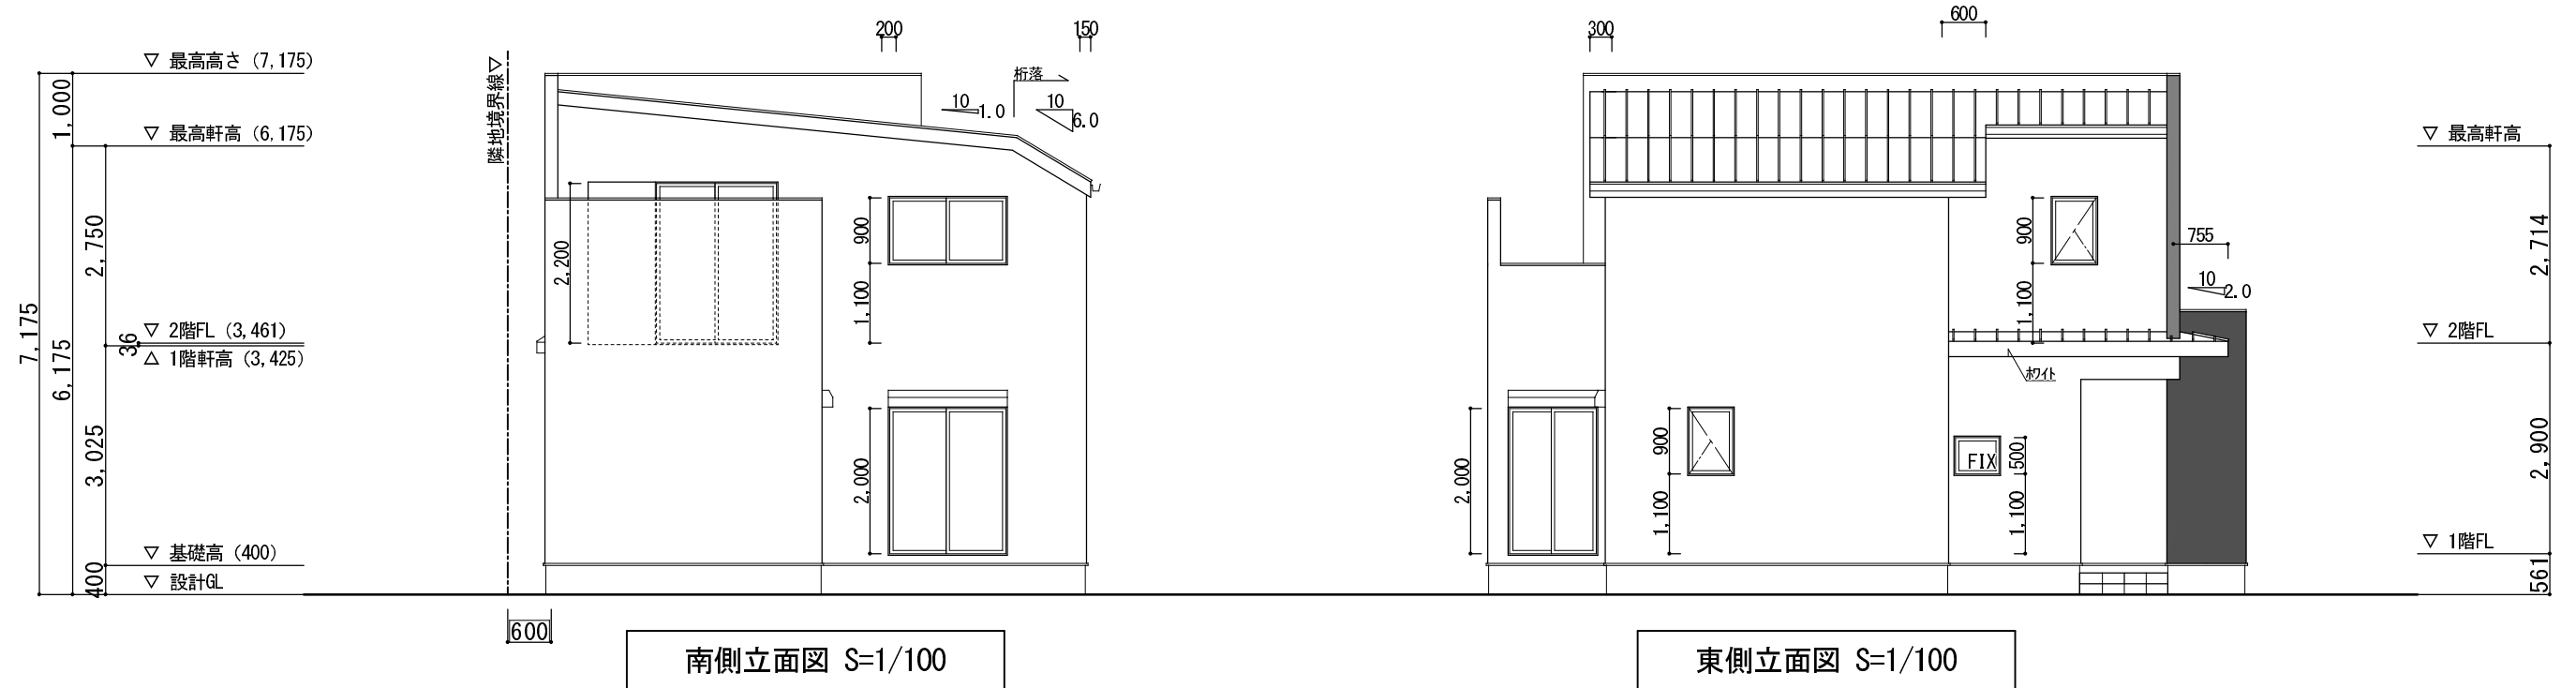 200
150
▽ 最高高さ (7,175)
▽ 最高軒高 (6,175)
▽ 2階FL (3,461)
△ 1階軒高 (3,425)
▽ 基礎高 (400)
▽ 設計GL
7,175
1,000
6,175
2,750
36
3,025
400
隣地境界線▽
600
桁落
10
1.0
10
6.0
2,200
900
1,100
2,000
南側立面図 S=1/100
300
600
900
1,100
755
10
2.0
ホワイト
2,000
900
1,100
FIX
500
1,100
▽ 最高軒高
▽ 2階FL
▽ 1階FL
2,714
2,900
561
東側立面図 S=1/100